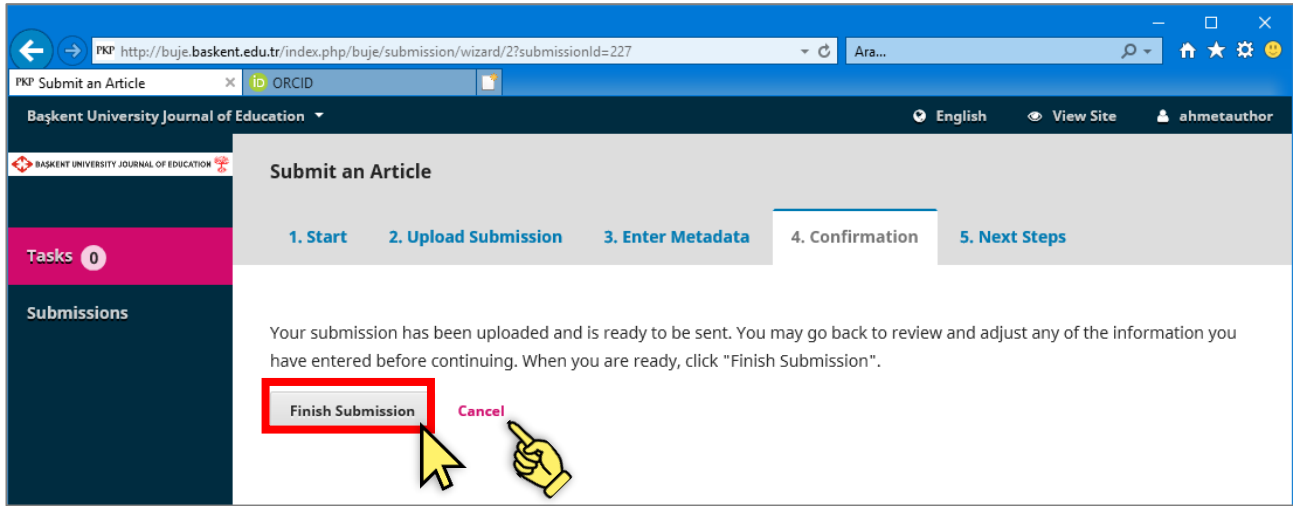 PKP http://buje.baskent.edu.tr/index.php/buje/submission/wizard/2?submissionId=227
Ara...
PKP Submit an Article
iD ORCID
Başkent University Journal of Education
English
View Site
ahmetauthor
BAŞKENT UNIVERSITY JOURNAL OF EDUCATION
Submit an Article
1. Start
2. Upload Submission
3. Enter Metadata
4. Confirmation
5. Next Steps
Tasks 0
Submissions
Your submission has been uploaded and is ready to be sent. You may go back to review and adjust any of the information you
have entered before continuing. When you are ready, click "Finish Submission".
Finish Submission
Cancel